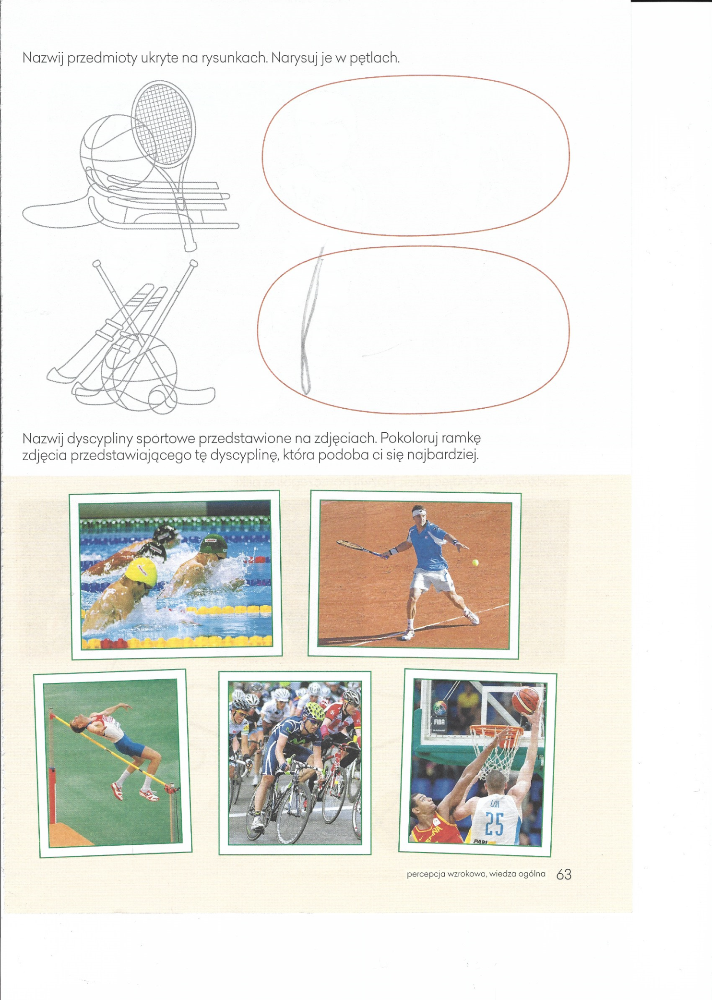 Nazwij przedmioty ukryte na rysunkach. Narysuj je w pętlach.
Nazwij dyscypliny sportowe przedstawione na zdjęciach. Pokoloruj ramkę
zdjęcia przedstawiającego tę dyscyplinę, która podoba ci się najbardziej.
FIBA
LEN
25
percepcja wzrokowa, wiedza ogólna 63